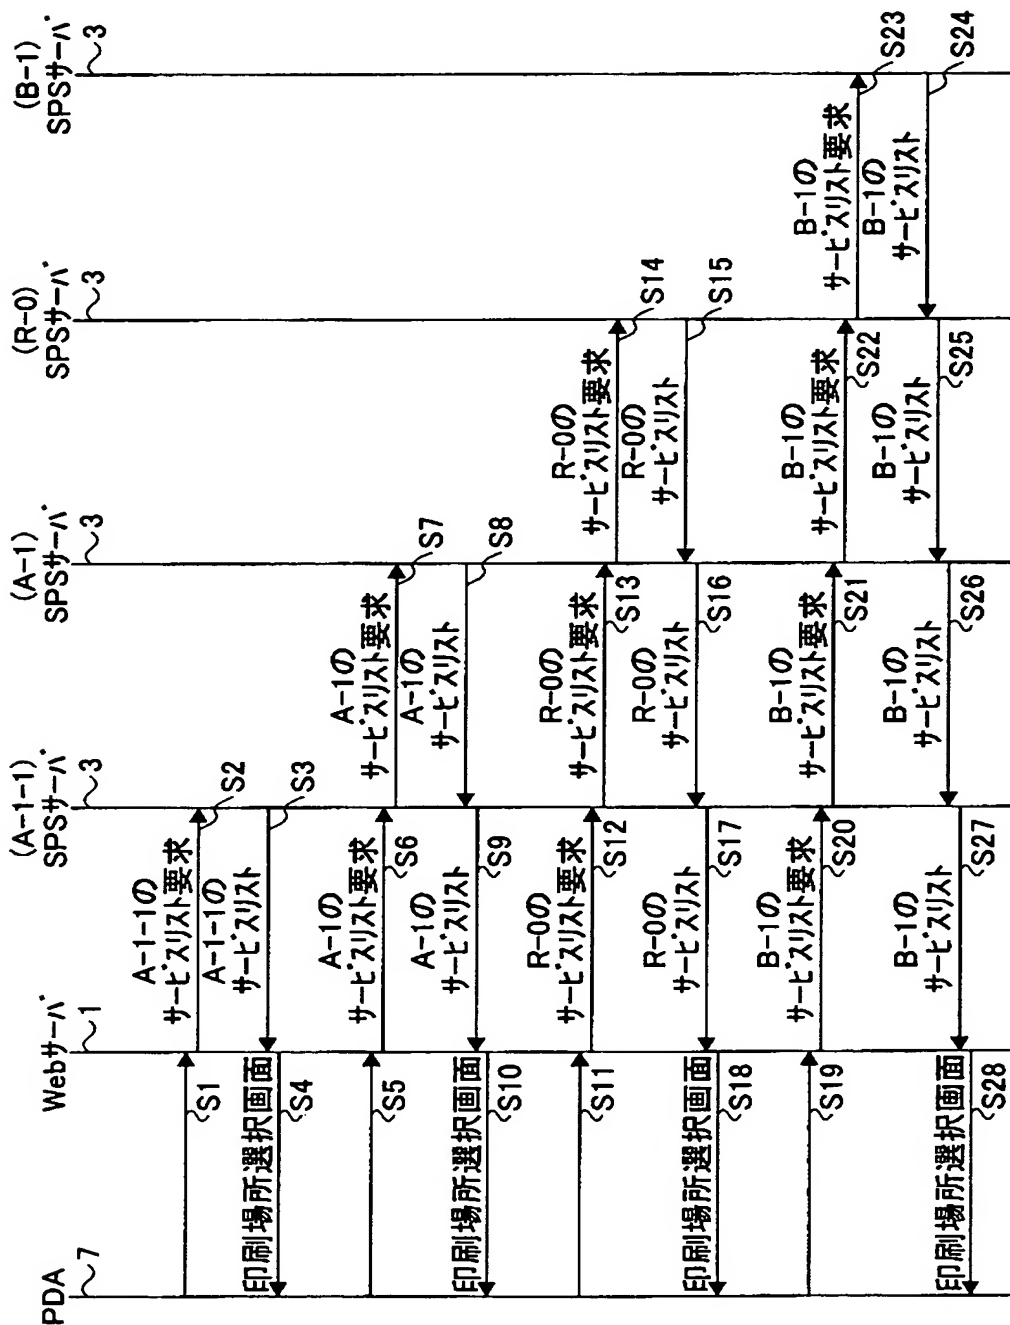 PDA
7
Webサーバ
1
(A-1-1)
SPSサーバ
3
(A-1)
SPSサーバ
3
(R-0)
SPSサーバ
3
(B-1)
SPSサーバ
3
S1
A-1-1の
サービスリスト要求
S2
A-1-1の
サービスリスト
S3
印刷場所選択画面
S4
S5
A-1の
サービスリスト要求
S6
A-1の
サービスリスト要求
S7
A-1の
サービスリスト
S8
A-1の
サービスリスト
S9
印刷場所選択画面
S10
S11
R-0の
サービスリスト要求
S12
R-0の
サービスリスト要求
S13
R-0の
サービスリスト要求
S14
R-0の
サービスリスト
S15
R-0の
サービスリスト
S16
R-0の
サービスリスト
S17
印刷場所選択画面
S18
S19
B-1の
サービスリスト要求
S20
B-1の
サービスリスト要求
S21
B-1の
サービスリスト要求
S22
B-1の
サービスリスト要求
S23
B-1の
サービスリスト
S24
B-1の
サービスリスト
S25
B-1の
サービスリスト
S26
B-1の
サービスリスト
S27
印刷場所選択画面
S28